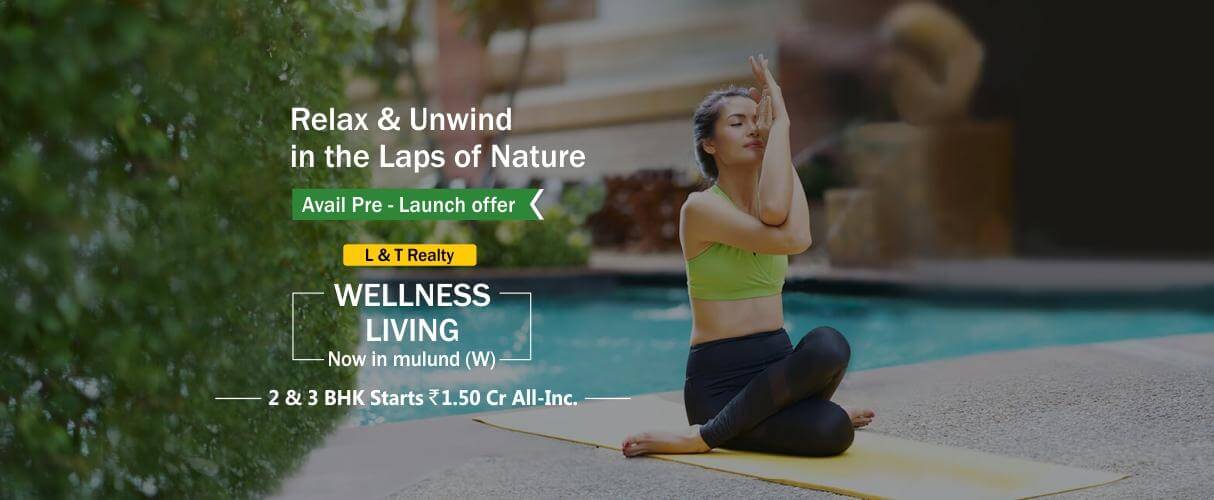 Relax & Unwind
in the Laps of Nature
Avail Pre - Launch offer
L & T Realty
WELLNESS
LIVING
Now in mulund (W)
2 & 3 BHK Starts ₹1.50 Cr All-Inc.